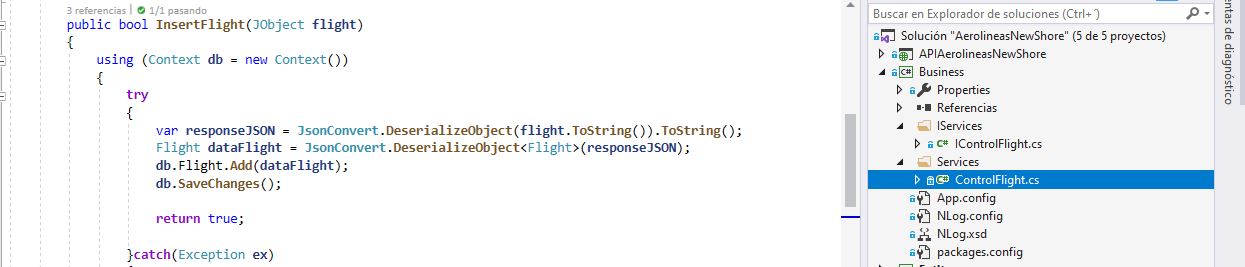 3 referencias | 1/1 pasando
public bool InsertFlight(JObject flight)
{
using (Context db = new Context())
{
try
{
var responseJSON = JsonConvert.DeserializeObject(flight.ToString()).ToString();
Flight dataFlight = JsonConvert.DeserializeObject<Flight>(responseJSON);
db.Flight.Add(dataFlight);
db.SaveChanges();
return true;
}catch(Exception ex)
Buscar en Explorador de soluciones (Ctrl+´)
Solución "AerolineasNewShore" (5 de 5 proyectos)
APIAerolineasNewShore
C# Business
Properties
Referencias
IServices
C# IControlFlight.cs
Services
C# ControlFlight.cs
App.config
NLog.config
NLog.xsd
packages.config
ntas de diagnóstico